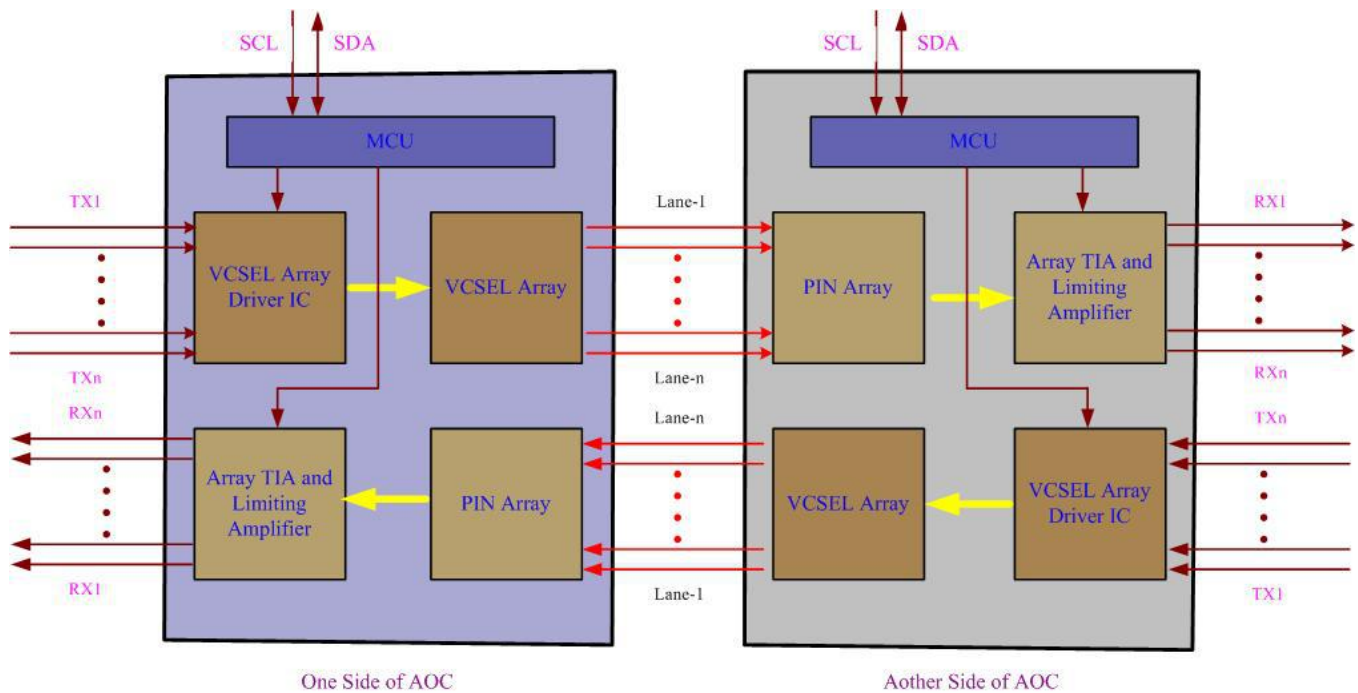 SCL
SDA
SCL
SDA
MCU
MCU
TX1
Lane-1
RX1
VCSEL Array
Driver IC
VCSEL Array
PIN Array
Array TIA and
Limiting
Amplifier
TXn
Lane-n
RXn
RXn
Lane-n
TXn
Array TIA and
Limiting
Amplifier
PIN Array
VCSEL Array
VCSEL Array
Driver IC
RX1
Lane-1
TX1
One Side of AOC
Aother Side of AOC